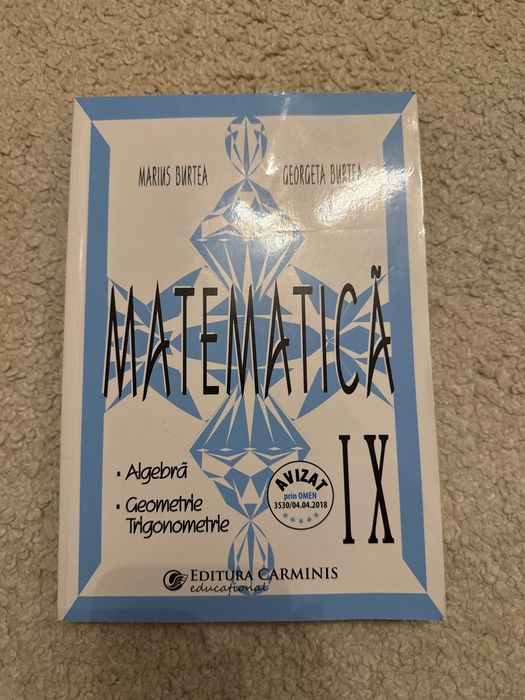 MARIUS BURTEA
GEORGETA BURTEA
MATEMATICĂ
IX
• Algebră
• Geometrie
Trigonometrie
AVIZAT
prin OMEN
3530/04.04.2018
EDITURA CARMINIS
educațional